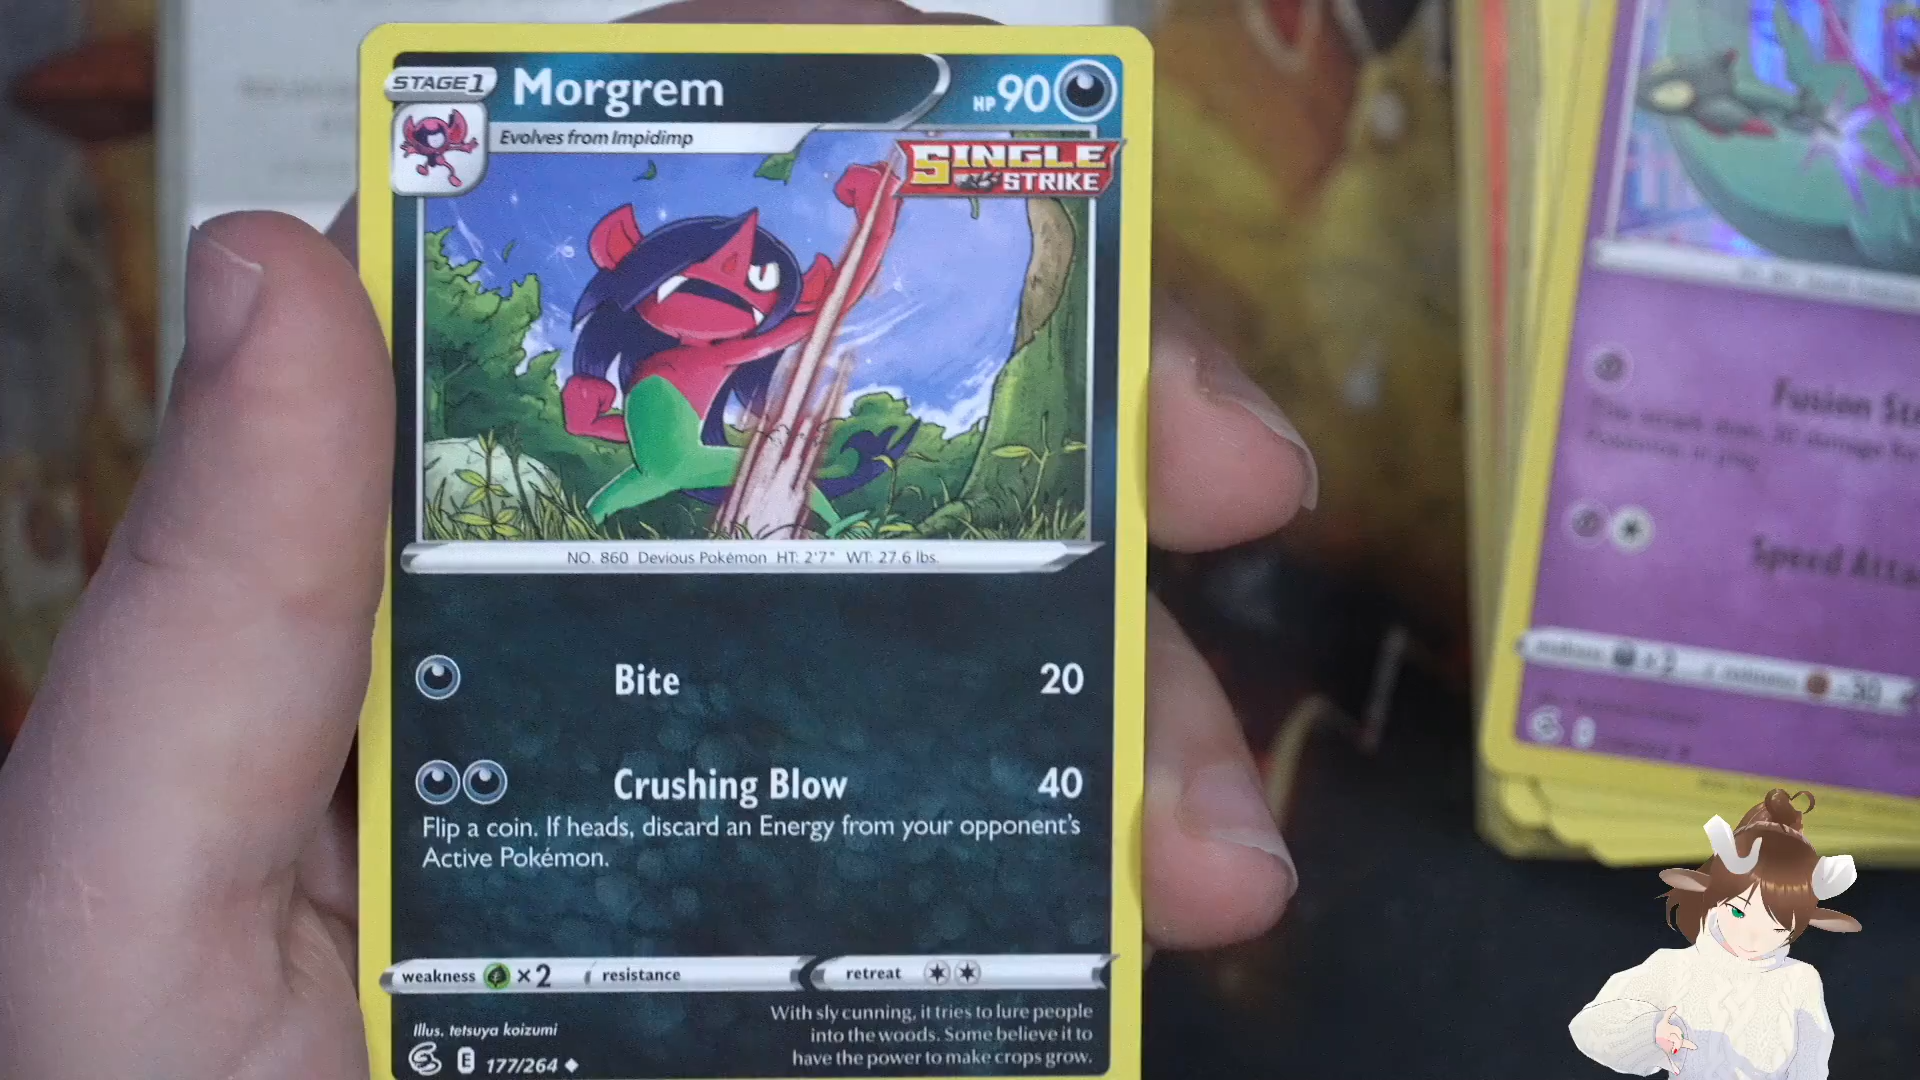 STAGE1
Morgrem
HP 90
Evolves from Impidimp
SINGLE
STRIKE
NO. 860 Devious Pokémon HT: 2'7" WT: 27.6 lbs.
Bite 20
Crushing Blow 40
Flip a coin. If heads, discard an Energy from your opponent's
Active Pokémon.
weakness ×2 resistance retreat
With sly cunning, it tries to lure people
into the woods. Some believe it to
have the power to make crops grow.
Illus. tetsuya koizumi
E 177/264
Fusion
Speed
-30